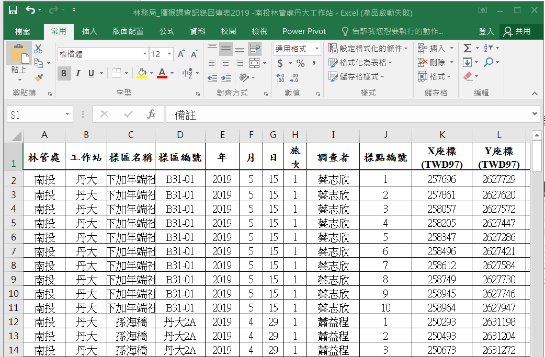 林務局_獼猴調查記錄回傳表2019 -南投林管處丹大工作站 - Excel (產品啟動失敗)
檔案 常用 插入 版面配置 公式 資料 校閱 檢視 Power Pivot 告訴我您想要執行的動作... 登入 共用
標楷體 12 通用格式 設定格式化的條件 插入
格式化為表格 刪除
貼上 儲存格樣式 格式
剪貼簿 字型 對齊方式 數值 樣式 儲存格 編輯
S1 fx 備註
A B C D E F G H I J K L
1 林管處 工作站 樣區名稱 樣區編號 年 月 日 旅次 調查者 樣點編號 X座標(TWD97) Y座標(TWD97)
2 南投 丹大 下加年端社 B31-01 2019 5 15 1 蔡志欣 1 257696 2627729
3 南投 丹大 下加年端社 B31-01 2019 5 15 1 蔡志欣 2 257861 2627620
4 南投 丹大 下加年端社 B31-01 2019 5 15 1 蔡志欣 3 258057 2627572
5 南投 丹大 下加年端社 B31-01 2019 5 15 1 蔡志欣 4 258205 2627447
6 南投 丹大 下加年端社 B31-01 2019 5 15 1 蔡志欣 5 258347 2627286
7 南投 丹大 下加年端社 B31-01 2019 5 15 1 蔡志欣 6 258496 2627421
8 南投 丹大 下加年端社 B31-01 2019 5 15 1 蔡志欣 7 258612 2627584
9 南投 丹大 下加年端社 B31-01 2019 5 15 1 蔡志欣 8 258749 2627730
10 南投 丹大 下加年端社 B31-01 2019 5 15 1 蔡志欣 9 258945 2627746
11 南投 丹大 下加年端社 B31-01 2019 5 15 1 蔡志欣 10 258964 2627947
12 南投 丹大 孫海橋 丹大2A 2019 4 29 1 蕭益程 1 250293 2631198
13 南投 丹大 孫海橋 丹大2A 2019 4 29 1 蕭益程 2 250493 2631204
14 南投 丹大 孫海橋 丹大2A 2019 4 29 1 蕭益程 3 250673 2631272